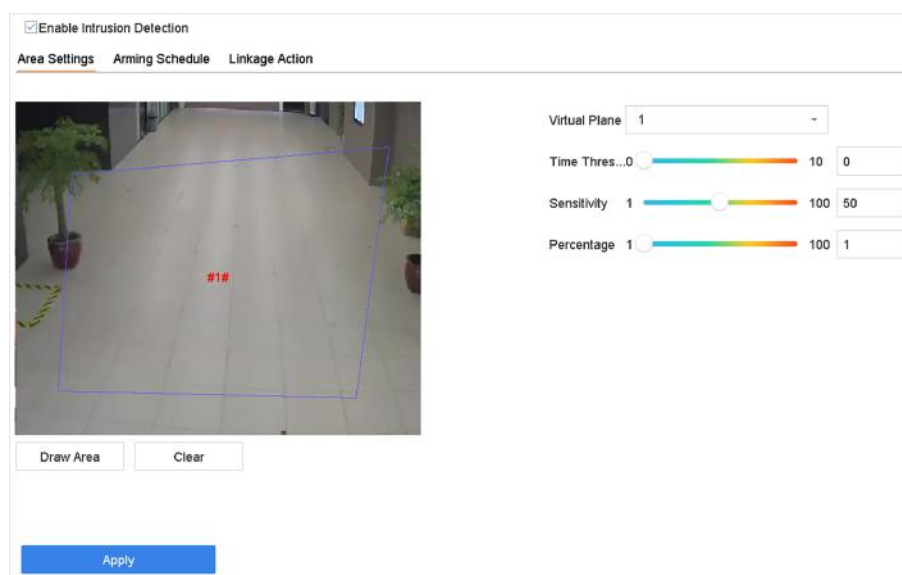 Enable Intrusion Detection
Area Settings Arming Schedule Linkage Action
Virtual Plane 1
Time Thres...0 10 0
Sensitivity 1 100 50
Percentage 1 100 1
#1#
Draw Area Clear
Apply